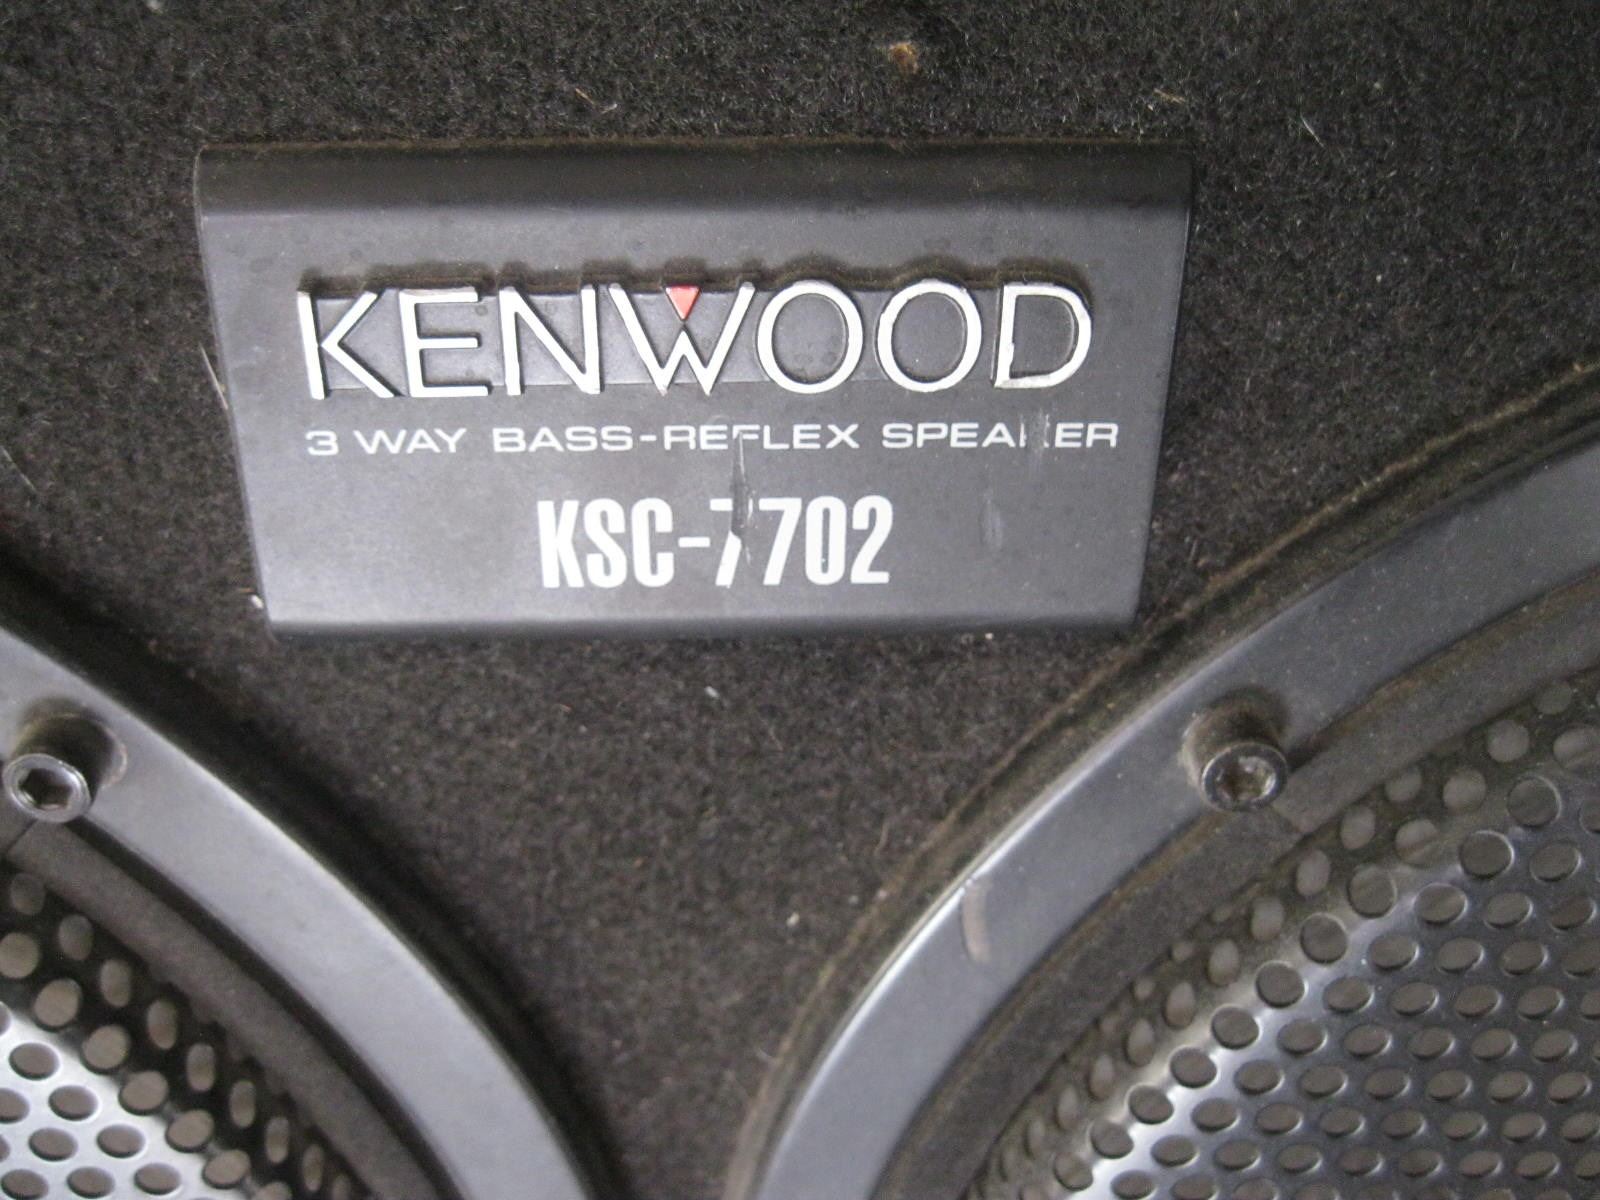 KENWOOD
3 WAY BASS-REFLEX SPEAKER
KSC-7702